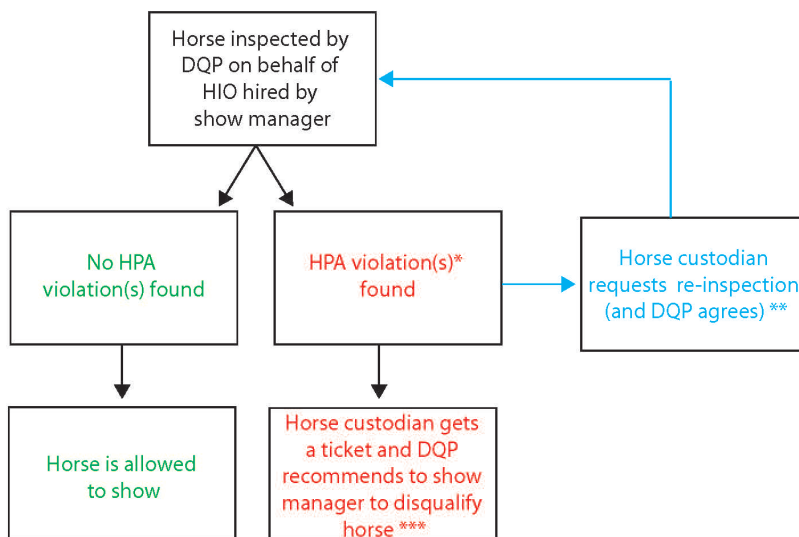 Horse inspected by
DQP on behalf of
HIO hired by
show manager
No HPA
violation(s) found
HPA violation(s)*
found
Horse custodian
requests re-inspection
(and DQP agrees) **
Horse is allowed
to show
Horse custodian gets
a ticket and DQP
recommends to show
manager to disqualify
horse ***